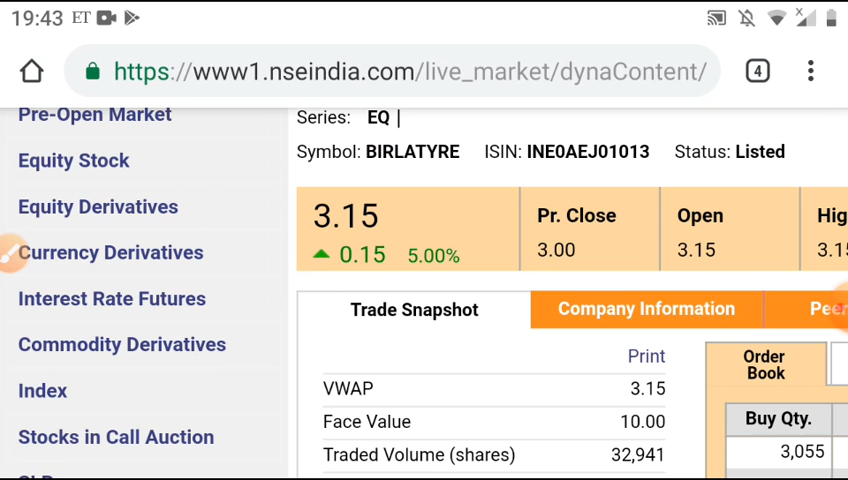 19:43 ET
https://www1.nseindia.com/live_market/dynaContent/
4
Pre-Open Market
Equity Stock
Equity Derivatives
Currency Derivatives
Interest Rate Futures
Commodity Derivatives
Index
Stocks in Call Auction
Series: EQ |
Symbol: BIRLATYRE ISIN: INE0AEJ01013 Status: Listed
3.15
0.15 5.00%
Pr. Close
3.00
Open
3.15
Hig
3.15
Trade Snapshot
Company Information
Print
VWAP 3.15
Face Value 10.00
Traded Volume (shares) 32,941
Order
Book
Buy Qty.
3,055